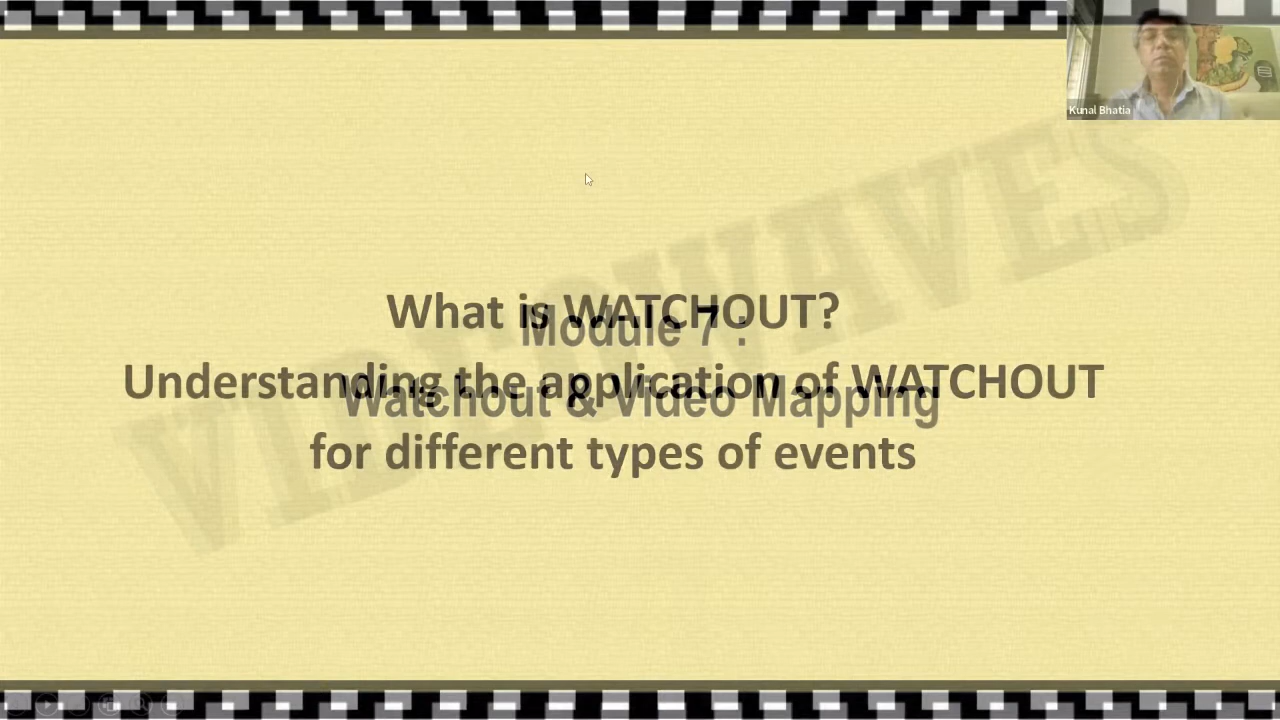 Kunal Bhatia
VIDEOWAVES
What is WATCHOUT?
Module 7 :
Understanding the application of WATCHOUT
Watchout & Video Mapping
for different types of events